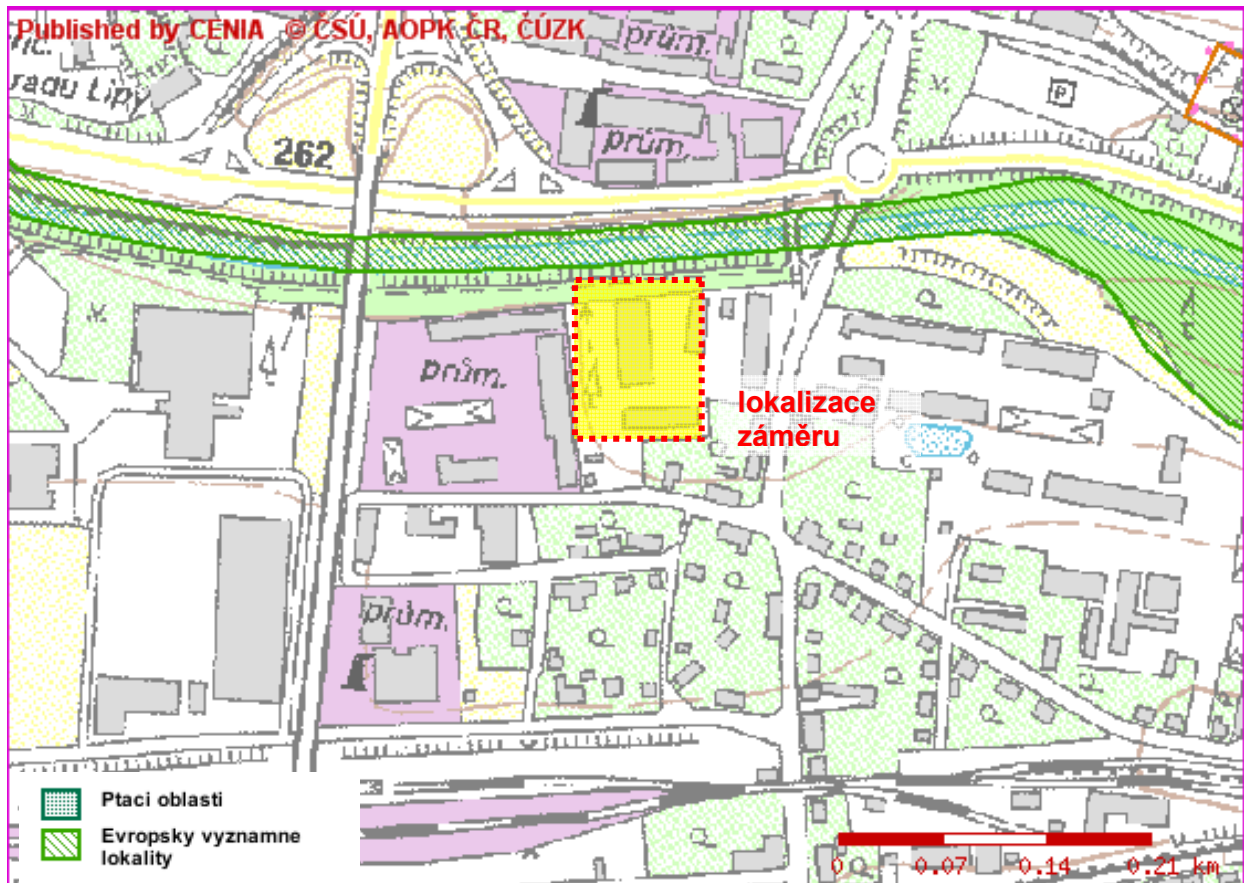 Published by CENIA © ČSÚ, AOPK ČR, ČÚZK
prům.
radu Lipy
P
262
prům.
prům.
lokalizace
záměru
prům.
Ptaci oblasti
Evropsky vyznamne
lokality
0 0.07 0.14 0.21 km